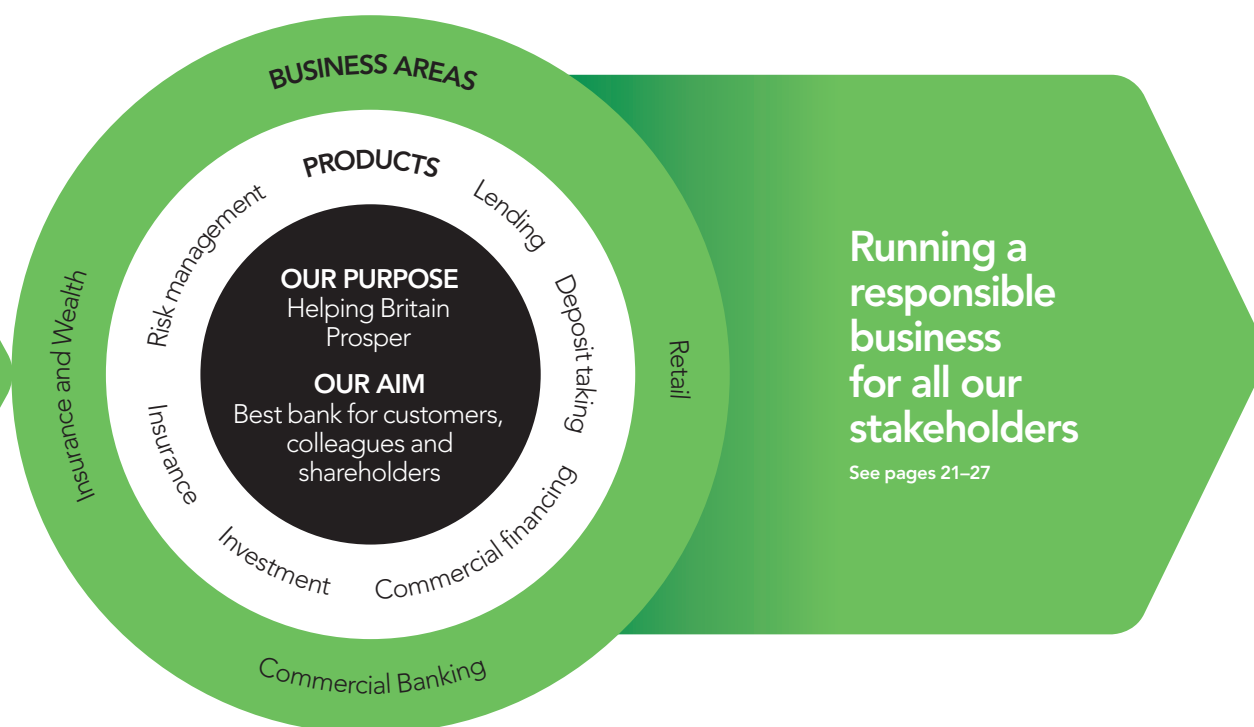 BUSINESS AREAS
PRODUCTS
Lending
Deposit taking
Commercial financing
Investment
Insurance
Risk management
Retail
Commercial Banking
Insurance and Wealth
OUR PURPOSE
Helping Britain
Prosper
OUR AIM
Best bank for customers,
colleagues and
shareholders
Running a
responsible
business
for all our
stakeholders
See pages 21–27